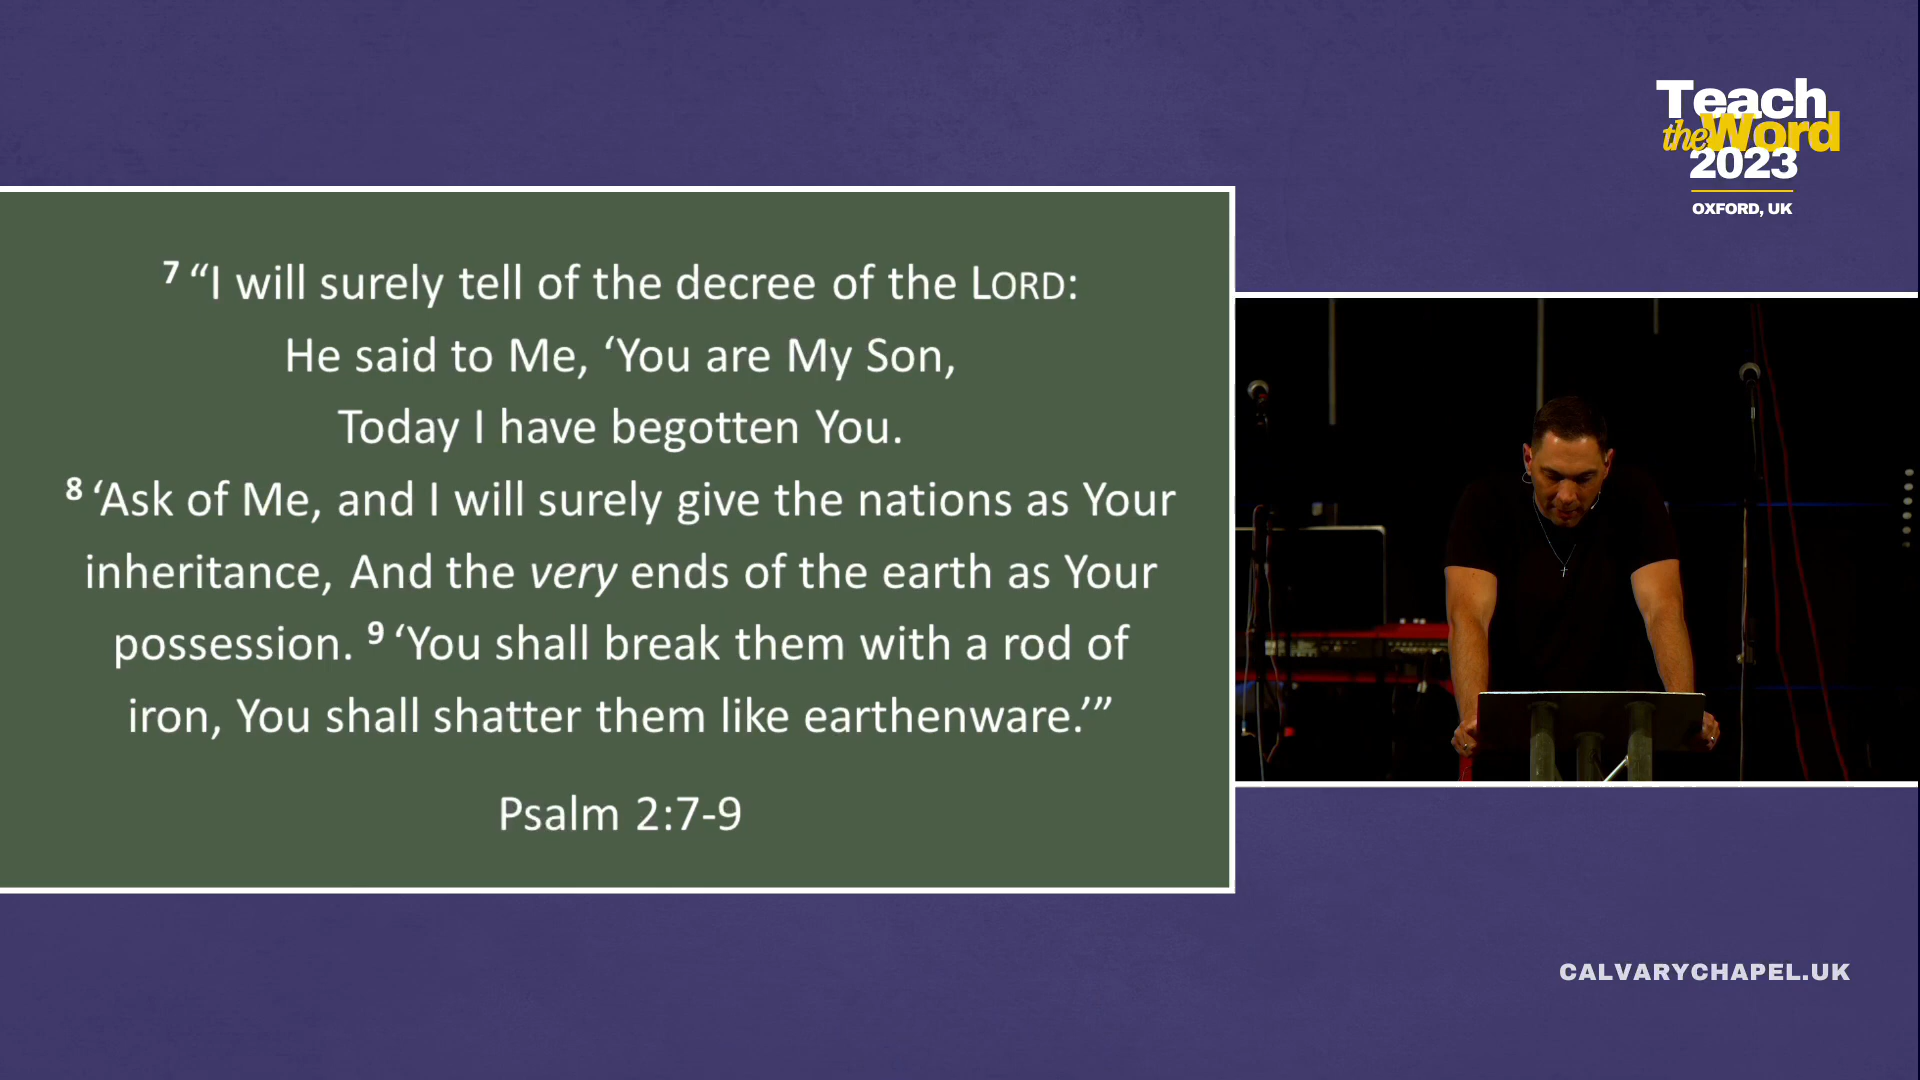 Teach
the Word
2023
OXFORD, UK
7 “I will surely tell of the decree of the LORD:
He said to Me, ‘You are My Son,
Today I have begotten You.
8 ‘Ask of Me, and I will surely give the nations as Your
inheritance, And the very ends of the earth as Your
possession. 9 ‘You shall break them with a rod of
iron, You shall shatter them like earthenware.’”
Psalm 2:7-9
CALVARYCHAPEL.UK